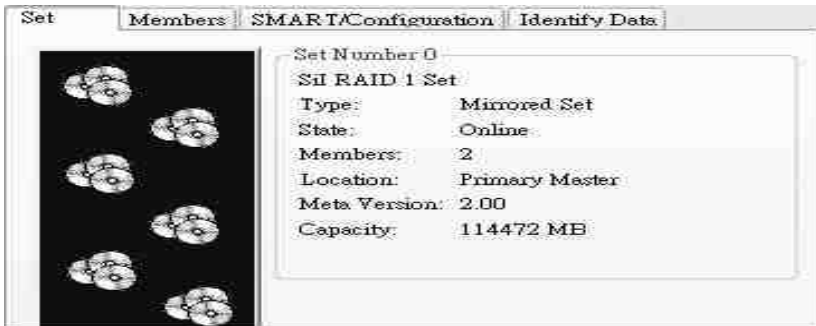 Set Members SMART/Configuration Identify Data
Set Number 0
SiI RAID 1 Set
Type: Mirrored Set
State: Online
Members: 2
Location: Primary Master
Meta Version: 2.00
Capacity: 114472 MB